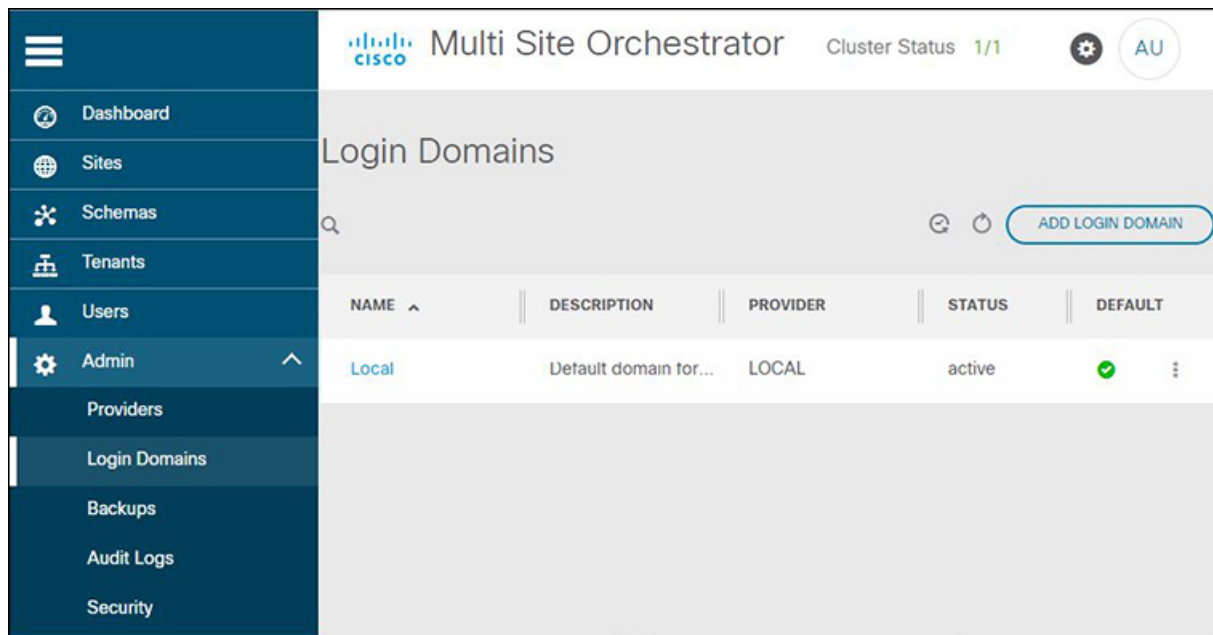 CISCO Multi Site Orchestrator Cluster Status 1/1 AU
Dashboard
Sites
Schemas
Tenants
Users
Admin
Providers
Login Domains
Backups
Audit Logs
Security
Login Domains
ADD LOGIN DOMAIN
NAME DESCRIPTION PROVIDER STATUS DEFAULT
Local Default domain for... LOCAL active